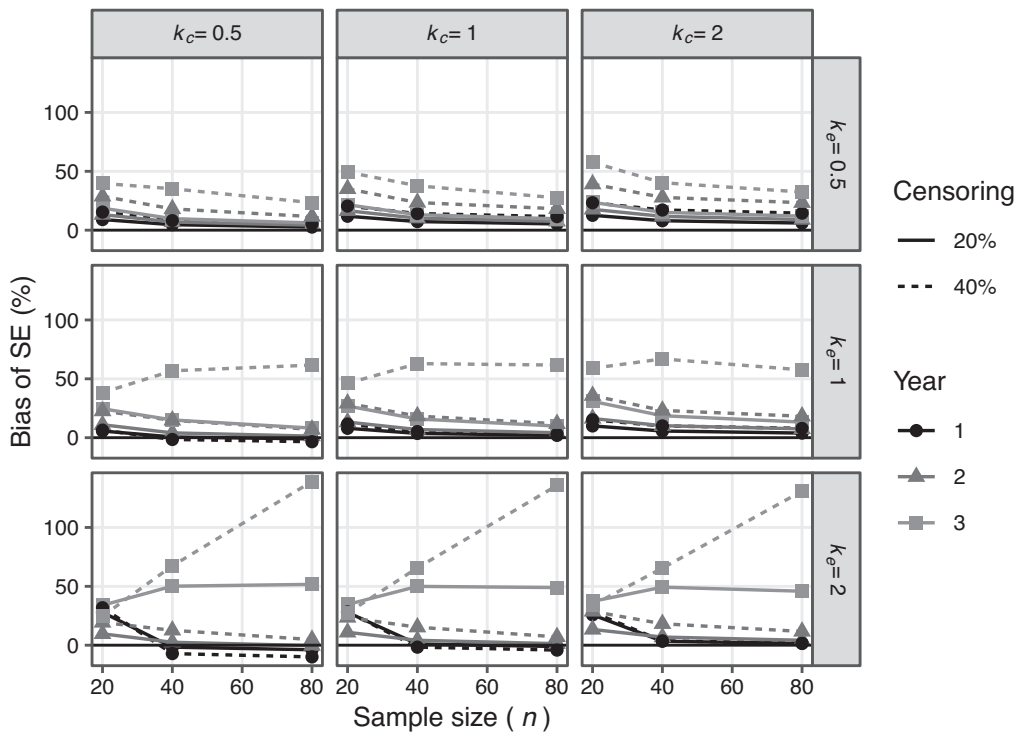 k_c= 0.5
k_c= 1
k_c= 2
100
50
0
k_e= 0.5
100
50
0
k_e= 1
100
50
0
k_e= 2
20 40 60 80
20 40 60 80
20 40 60 80
Bias of SE (%)
Sample size ( n)
Censoring
20%
40%
Year
1
2
3